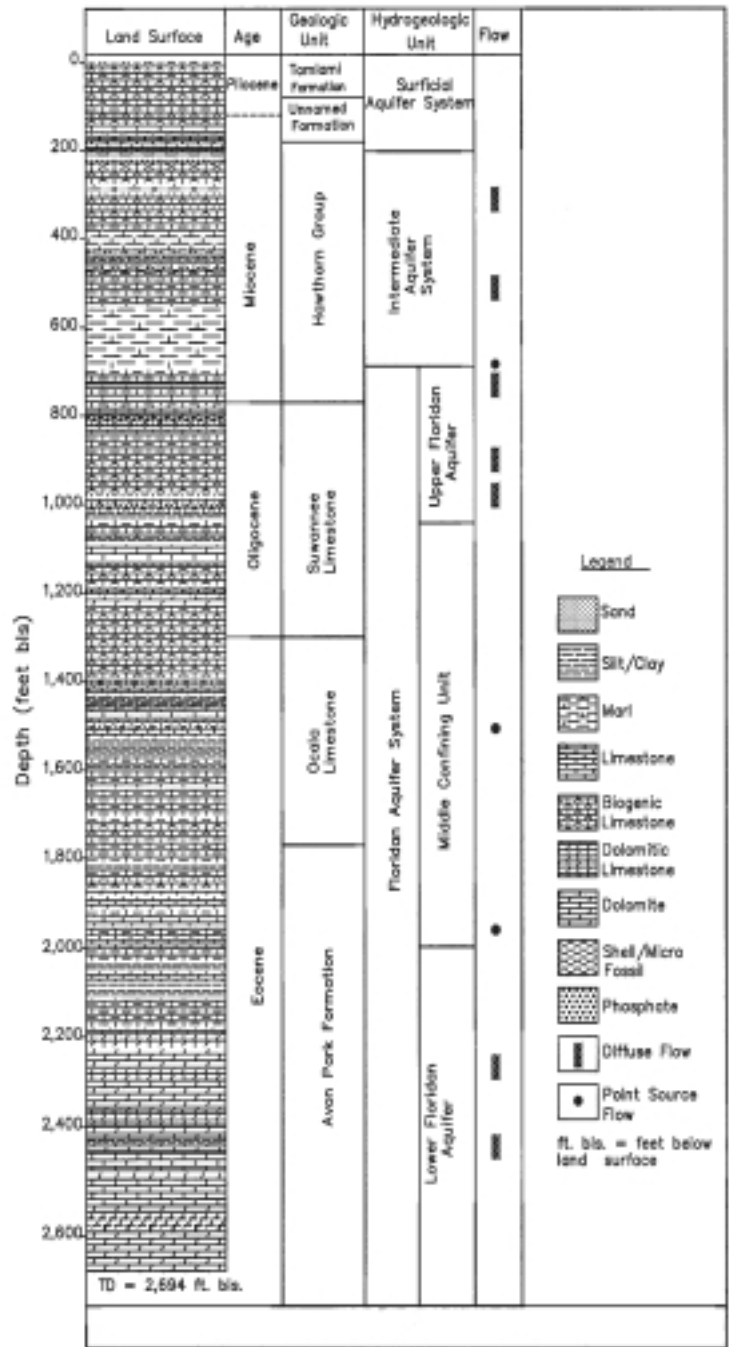 Land Surface
Age
Geologic
Unit
Hydrogeologic
Unit
Flow
0
200
400
600
800
1,000
1,200
1,400
1,600
1,800
2,000
2,200
2,400
2,600
Depth (feet bls)
TD = 2,694 ft. bls.
Pliocene
Miocene
Oligocene
Eocene
Tamiami
Formation
Unnamed
Formation
Hawthorn Group
Suwannee
Limestone
Ocala
Limestone
Avon Park Formation
Surficial
Aquifer System
Intermediate
Aquifer
System
Floridan Aquifer System
Upper Floridan
Aquifer
Middle Confining Unit
Lower Floridan
Aquifer
Legend
Sand
Silt/Clay
Marl
Limestone
Biogenic
Limestone
Dolomitic
Limestone
Dolomite
Shell/Micro
Fossil
Phosphate
Diffuse Flow
Point Source
Flow
ft. bls. = feet below
land surface